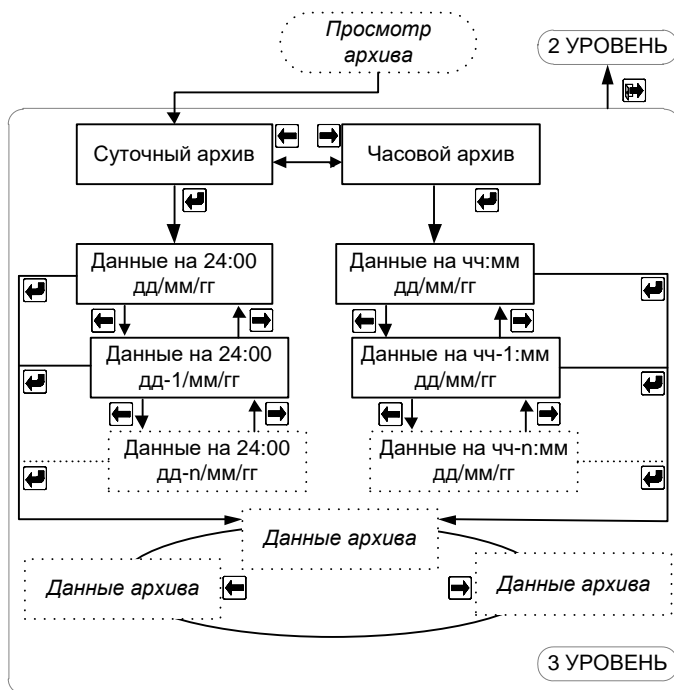 Просмотр
архива
2 УРОВЕНЬ
Суточный архив
Часовой архив
Данные на 24:00
дд/мм/гг
Данные на чч:мм
дд/мм/гг
Данные на 24:00
дд-1/мм/гг
Данные на чч-1:мм
дд/мм/гг
Данные на 24:00
дд-n/мм/гг
Данные на чч-n:мм
дд/мм/гг
Данные архива
Данные архива
Данные архива
3 УРОВЕНЬ